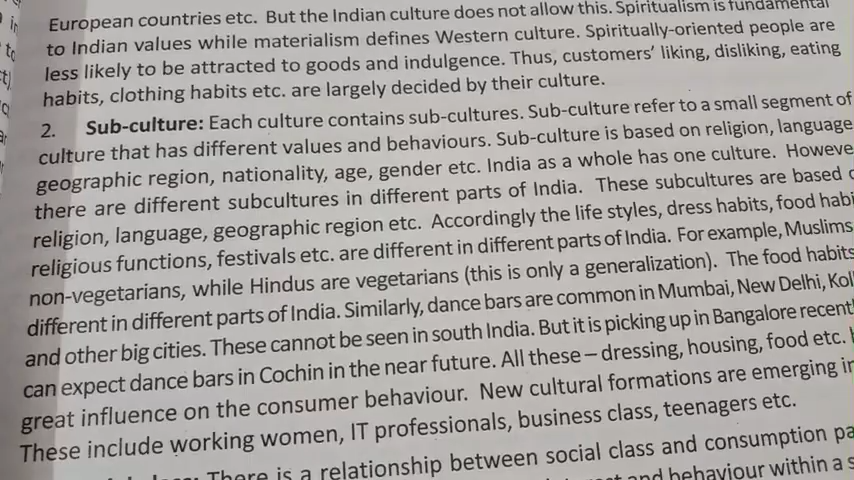 European countries etc. But the Indian culture does not allow this. Spiritualism is fundamental
to Indian values while materialism defines Western culture. Spiritually-oriented people are
less likely to be attracted to goods and indulgence. Thus, customers' liking, disliking, eating
habits, clothing habits etc. are largely decided by their culture.
2. Sub-culture: Each culture contains sub-cultures. Sub-culture refer to a small segment of
culture that has different values and behaviours. Sub-culture is based on religion, language
geographic region, nationality, age, gender etc. India as a whole has one culture. Howeve
there are different subcultures in different parts of India. These subcultures are based
religion, language, geographic region etc. Accordingly the life styles, dress habits, food habi
religious functions, festivals etc. are different in different parts of India. For example, Muslims
non-vegetarians, while Hindus are vegetarians (this is only a generalization). The food habits
different in different parts of India. Similarly, dance bars are common in Mumbai, New Delhi, Kol
and other big cities. These cannot be seen in south India. But it is picking up in Bangalore recent
can expect dance bars in Cochin in the near future. All these – dressing, housing, food etc.
great influence on the consumer behaviour. New cultural formations are emerging in
These include working women, IT professionals, business class, teenagers etc.
There is a relationship between social class and consumption pa
and behaviour within a s